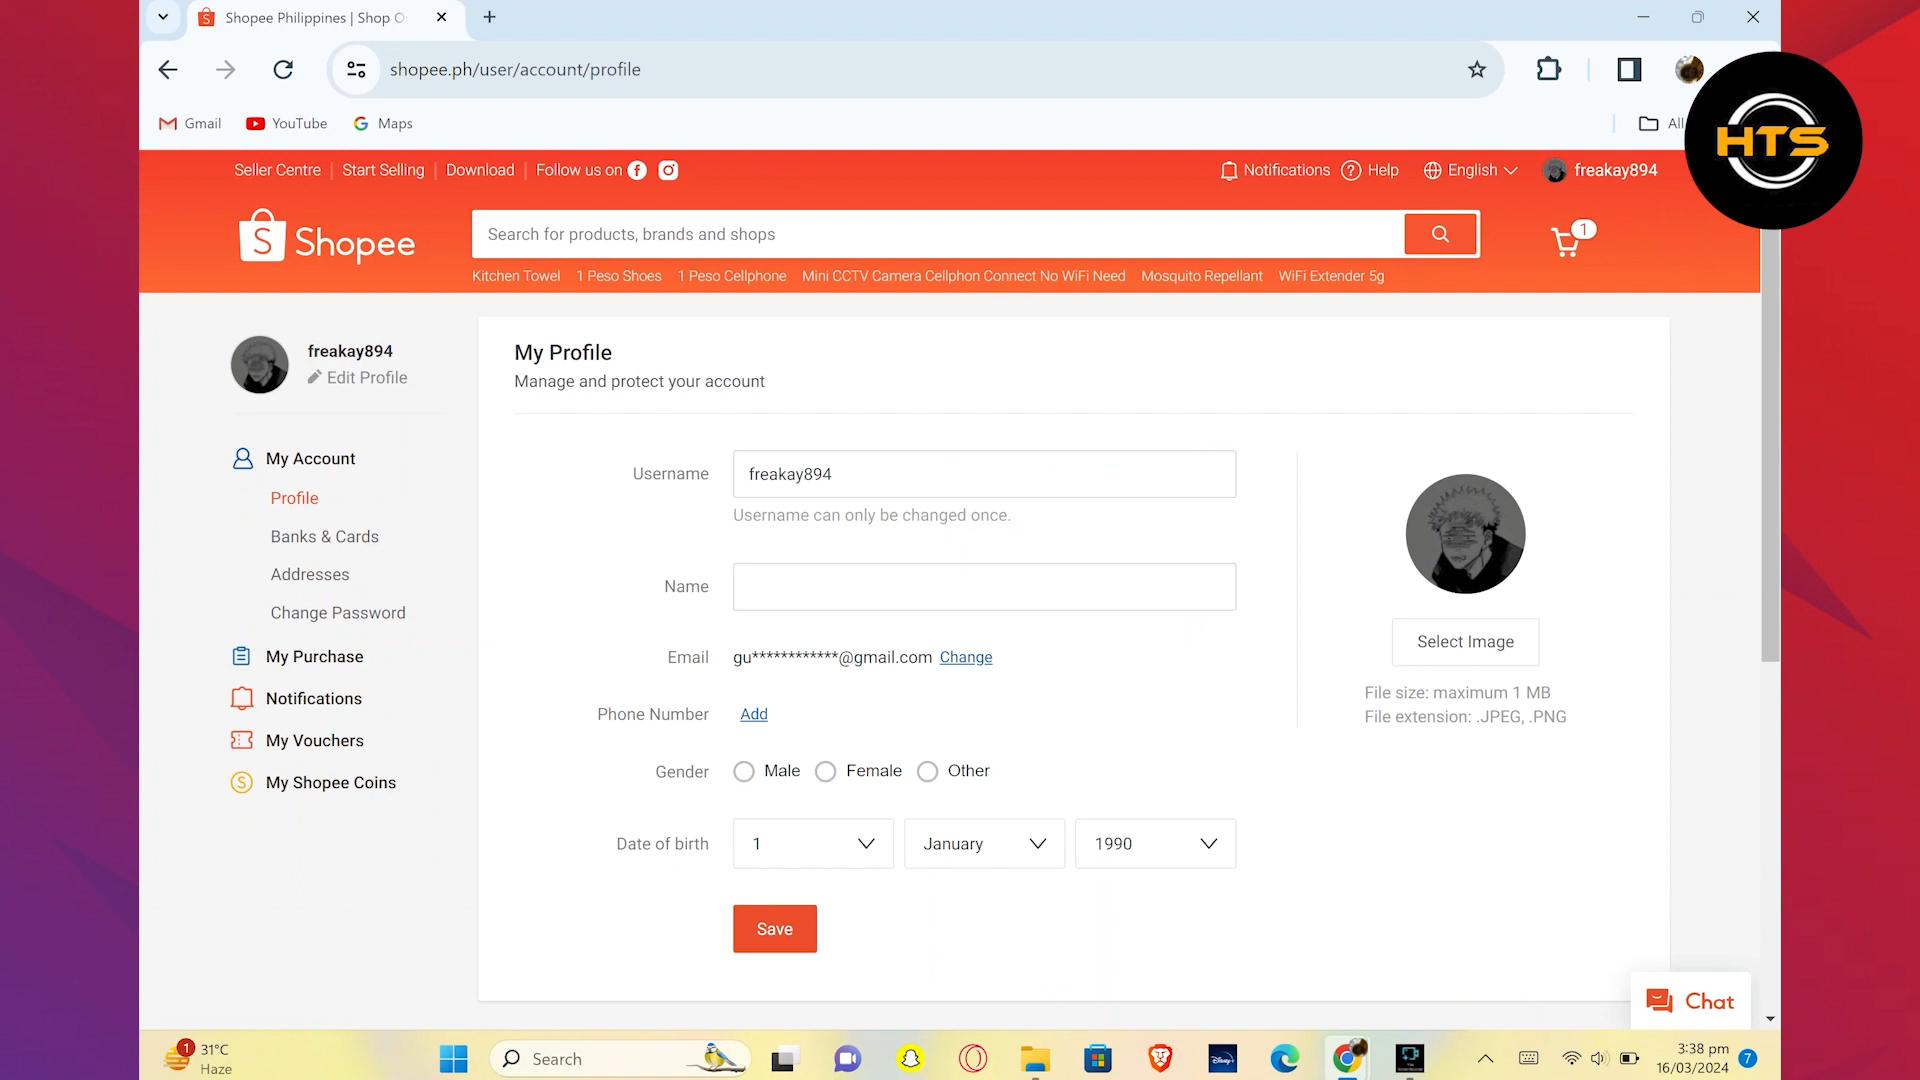 Shopee Philippines | Shop O
shopee.ph/user/account/profile
Gmail YouTube Maps
All
HTS
Seller Centre Start Selling Download Follow us on
Notifications Help English freakay894
Shopee
Search for products, brands and shops
1
Kitchen Towel 1 Peso Shoes 1 Peso Cellphone Mini CCTV Camera Cellphon Connect No WiFi Need Mosquito Repellant WiFi Extender 5g
freakay894
Edit Profile
My Account
Profile
Banks & Cards
Addresses
Change Password
My Purchase
Notifications
My Vouchers
My Shopee Coins
My Profile
Manage and protect your account
Username freakay894
Username can only be changed once.
Name
Email gu************@gmail.com Change
Phone Number Add
Gender Male Female Other
Date of birth 1 January 1990
Save
Select Image
File size: maximum 1 MB
File extension: .JPEG, .PNG
Chat
1
31°C
Haze
Search
3:38 pm
16/03/2024
7